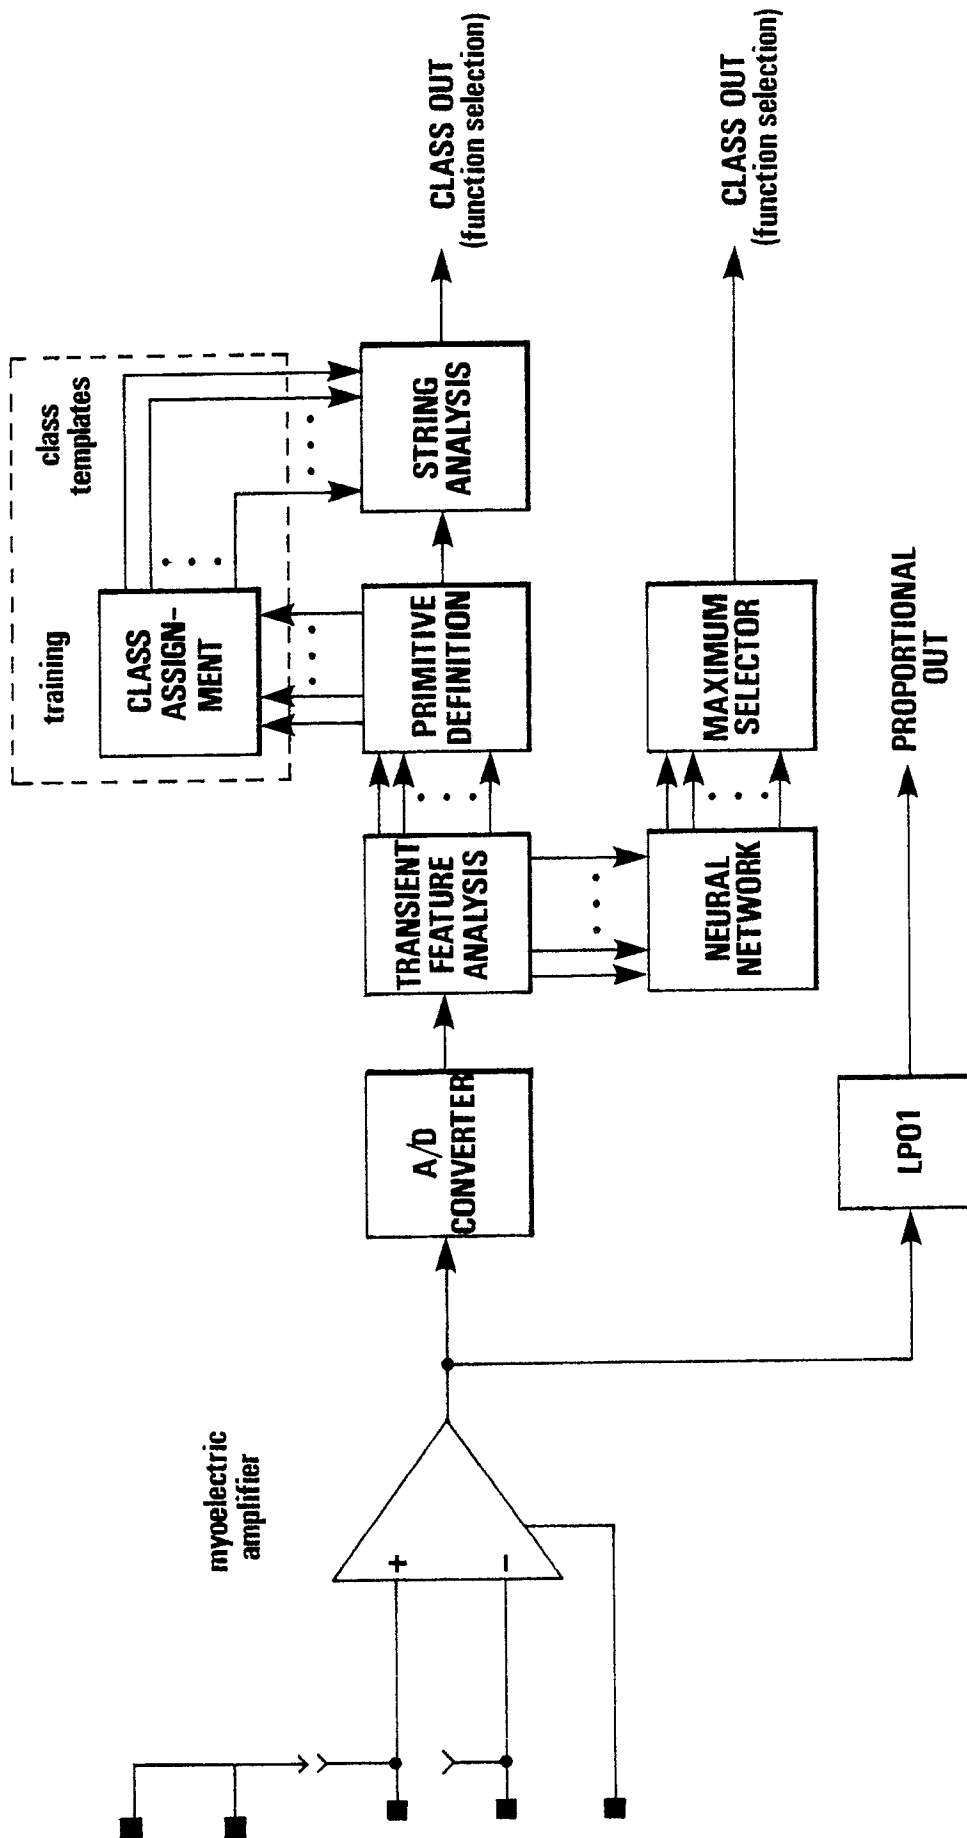 myoelectric
amplifier
+
−
A/D
CONVERTER
LP01
PROPORTIONAL
OUT
TRANSIENT
FEATURE
ANALYSIS
NEURAL
NETWORK
PRIMITIVE
DEFINITION
MAXIMUM
SELECTOR
training
CLASS
ASSIGN-
MENT
class
templates
STRING
ANALYSIS
CLASS OUT
(function selection)
CLASS OUT
(function selection)